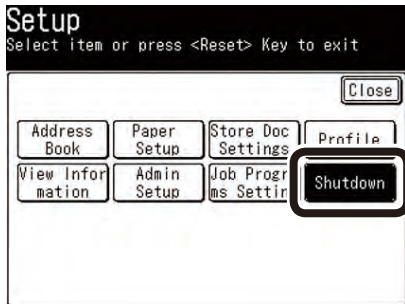 Setup
Select item or press <Reset> Key to exit
Close
Address
Book
Paper
Setup
Store Doc
Settings
Profile
View Infor
mation
Admin
Setup
Job Progr
ms Settir
Shutdown